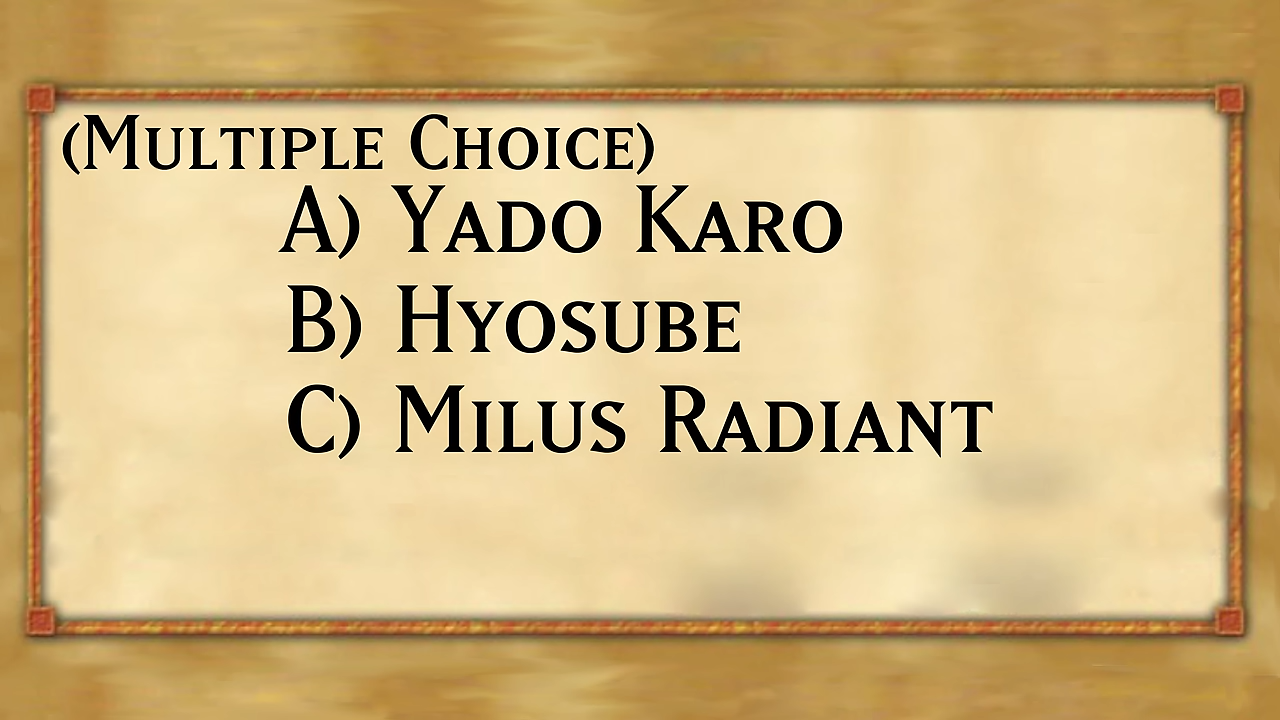 (Multiple Choice)
A) Yado Karo
B) Hyosube
C) Milus Radiant